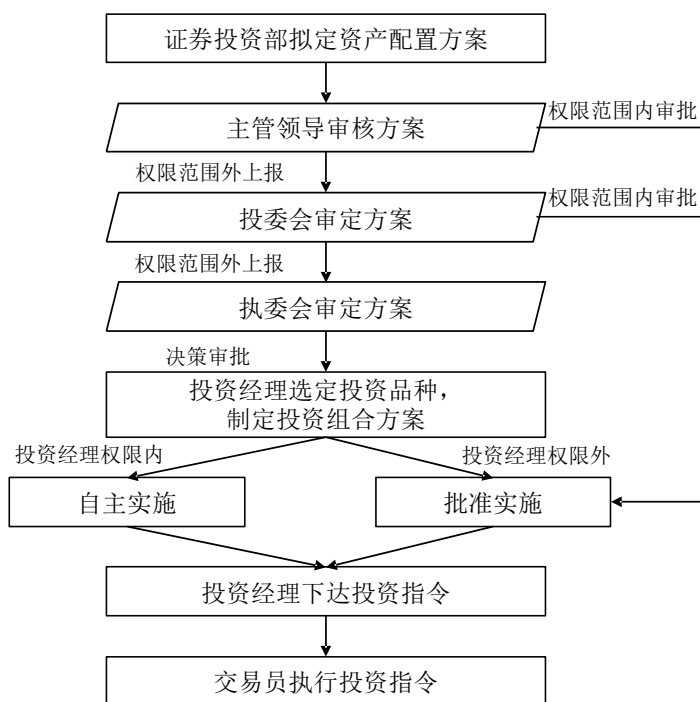 证券投资部拟定资产配置方案
主管领导审核方案
权限范围内审批
权限范围外上报
投委会审定方案
权限范围内审批
权限范围外上报
执委会审定方案
决策审批
投资经理选定投资品种，
制定投资组合方案
投资经理权限内
投资经理权限外
自主实施
批准实施
投资经理下达投资指令
交易员执行投资指令